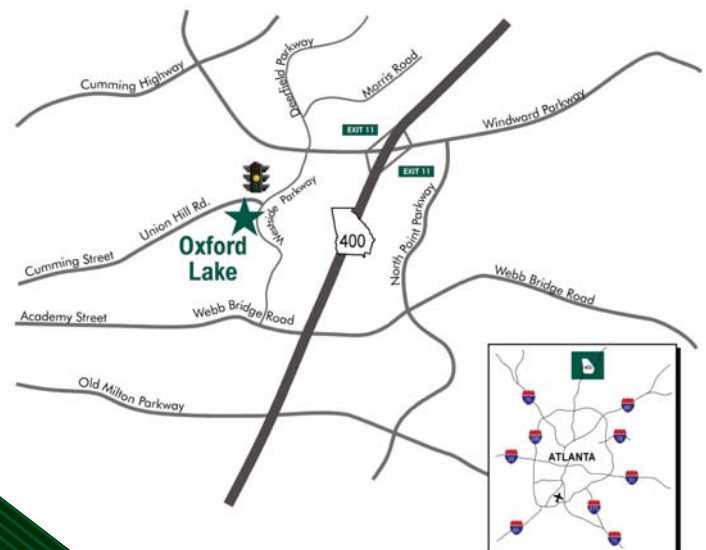 Cumming Highway
Deerfield Parkway
Morris Road
EXIT 11
Windward Parkway
EXIT 11
Union Hill Rd.
Westside Parkway
Oxford
Lake
400
North Point Parkway
Cumming Street
Academy Street
Webb Bridge Road
Webb Bridge Road
Old Milton Parkway
ATLANTA